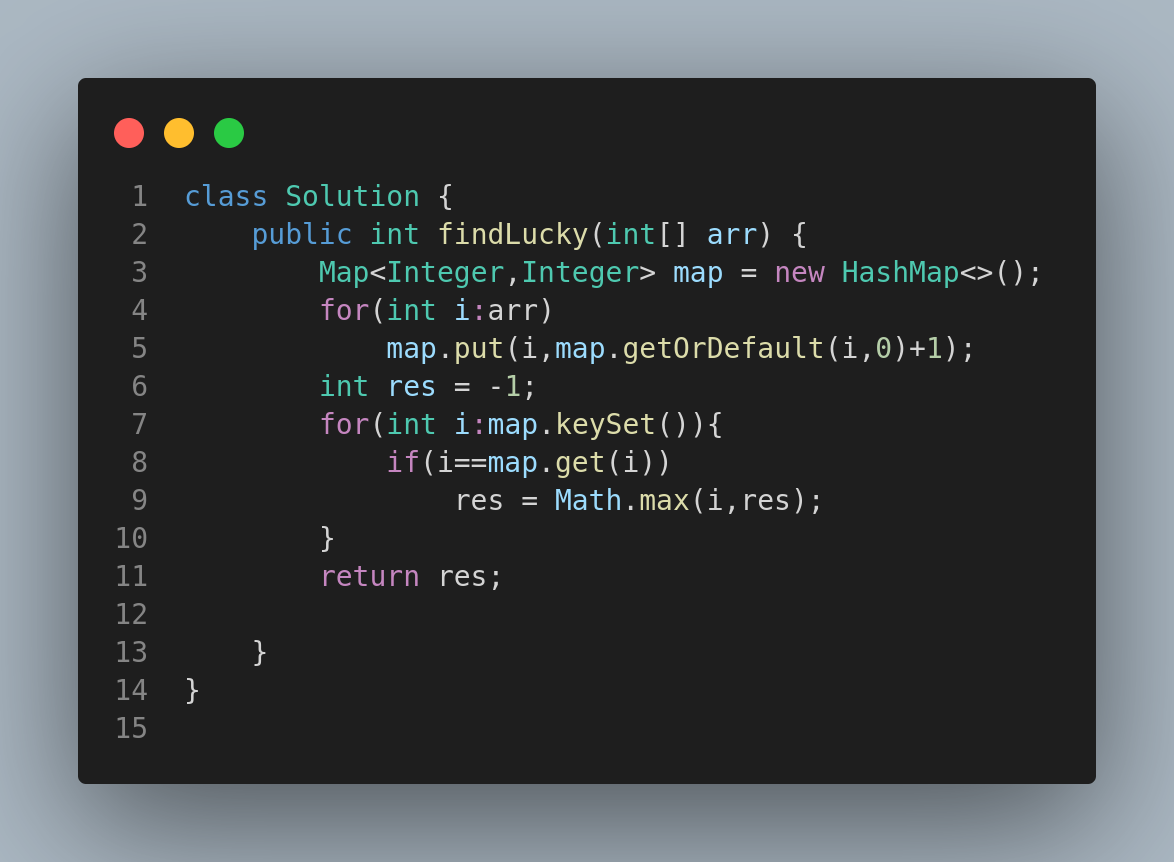 1 class Solution {
2     public int findLucky(int[] arr) {
3         Map<Integer,Integer> map = new HashMap<>();
4         for(int i:arr)
5             map.put(i,map.getOrDefault(i,0)+1);
6         int res = -1;
7         for(int i:map.keySet()){
8             if(i==map.get(i))
9                 res = Math.max(i,res);
10         }
11         return res;
12
13     }
14 }
15